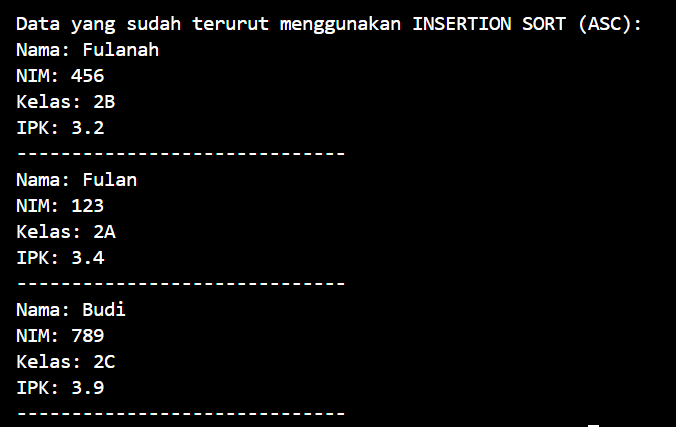 Data yang sudah terurut menggunakan INSERTION SORT (ASC):
Nama: Fulanah
NIM: 456
Kelas: 2B
IPK: 3.2
------------------------------
Nama: Fulan
NIM: 123
Kelas: 2A
IPK: 3.4
------------------------------
Nama: Budi
NIM: 789
Kelas: 2C
IPK: 3.9
------------------------------